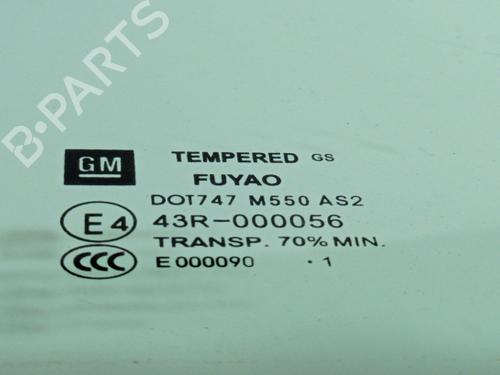 B-PARTS
GM
TEMPERED GS
FUYAO
DOT747 M550 AS2
E4 43R-000056
TRANSP. 70% MIN.
CCC E000090 · 1